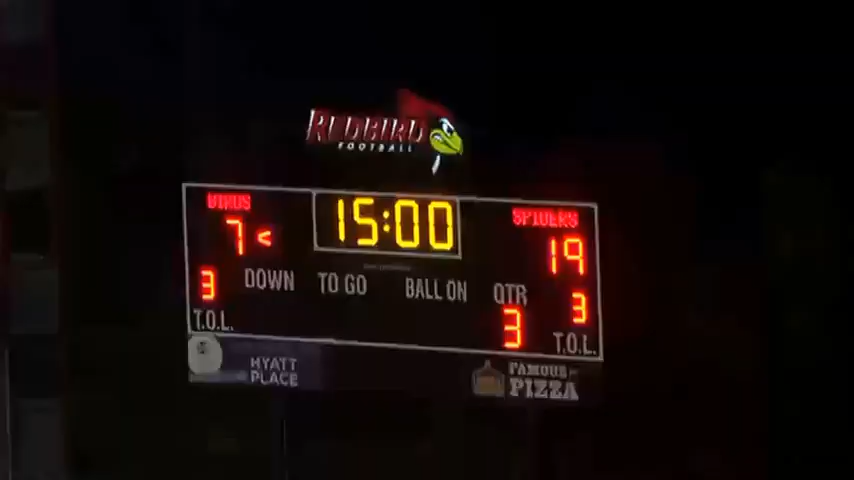 REDBIRD
FOOTBALL
BIRDS
15:00
SPIDERS
7 <
19
DOWN
TO GO
BALL ON
QTR
3
3
3
T.O.L.
T.O.L.
HYATT
PLACE
FAMOUS
PIZZA